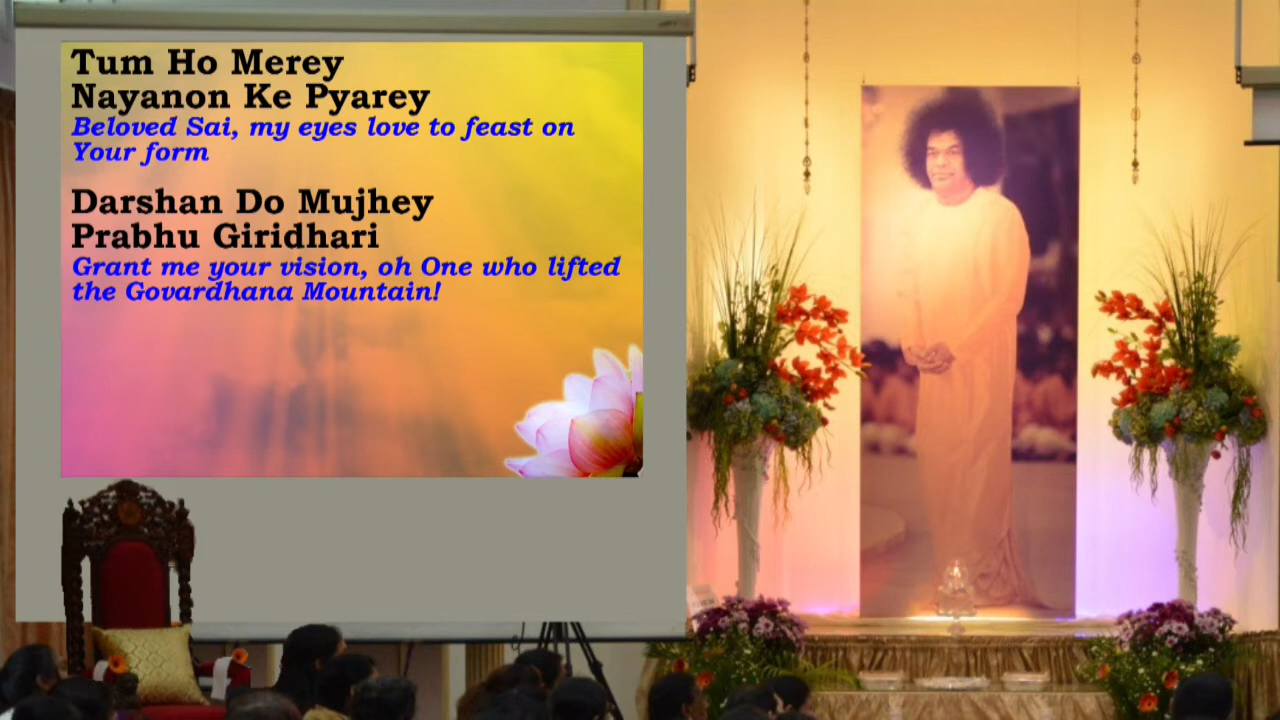 Tum Ho Merey
Nayanon Ke Pyarey
Beloved Sai, my eyes love to feast on
Your form
Darshan Do Mujhey
Prabhu Giridhari
Grant me your vision, oh One who lifted
the Govardhana Mountain!